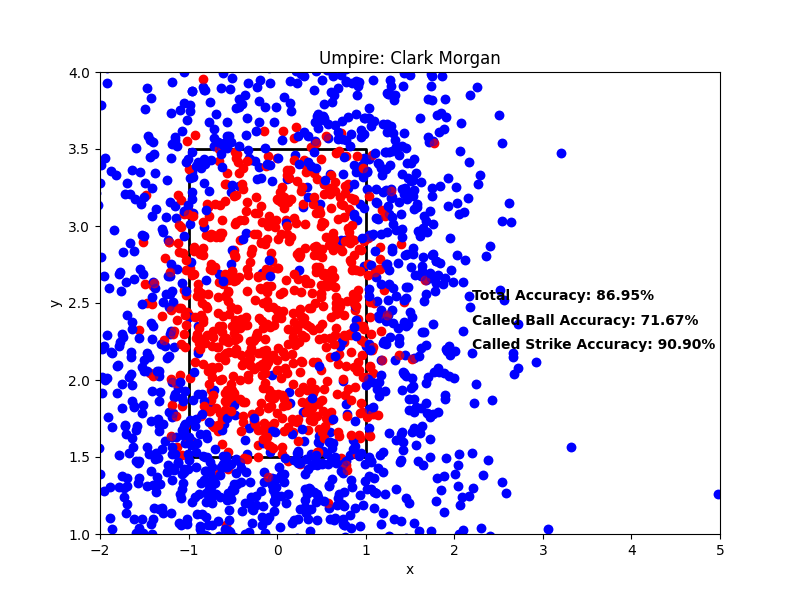 Umpire: Clark Morgan
4.0
3.5
3.0
2.5
2.0
1.5
1.0
y
Total Accuracy: 86.95%
Called Ball Accuracy: 71.67%
Called Strike Accuracy: 90.90%
−2 −1 0 1 2 3 4 5
x